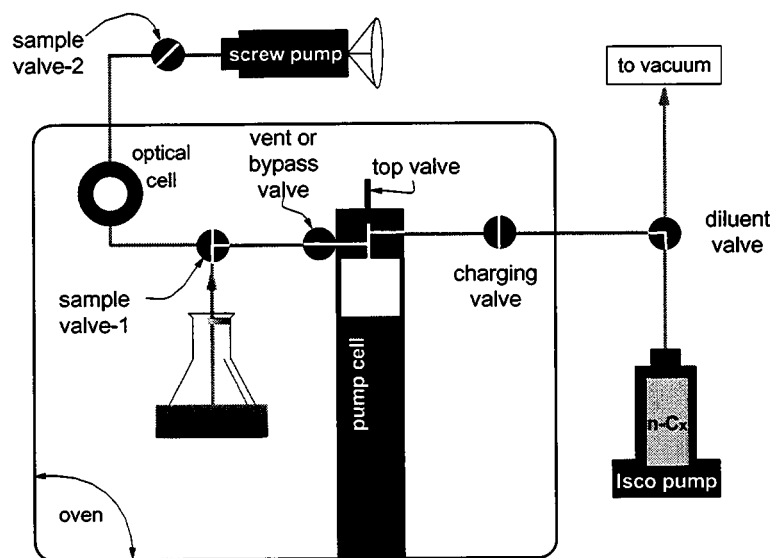 sample
valve-2
screw pump
to vacuum
vent or
bypass
valve
optical
cell
top valve
diluent
valve
charging
valve
sample
valve-1
pump cell
n-Cx
Isco pump
oven